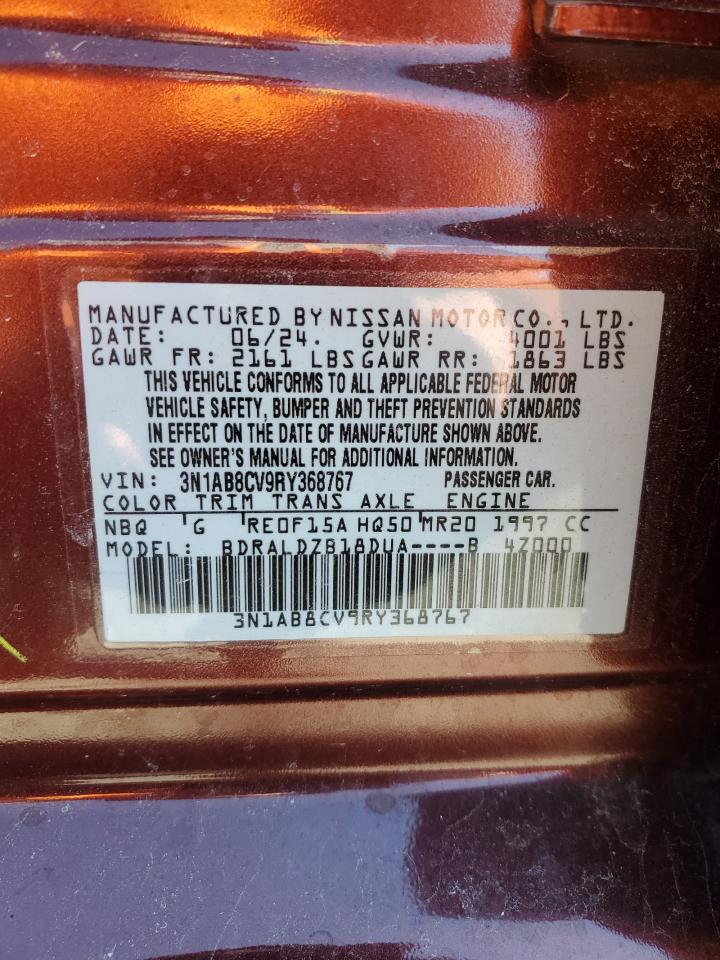 MANUFACTURED BY NISSAN MOTOR CO., LTD.
DATE: 06/24. GVWR: 4001 LBS
GAWR FR: 2161 LBS GAWR RR: 1863 LBS
THIS VEHICLE CONFORMS TO ALL APPLICABLE FEDERAL MOTOR
VEHICLE SAFETY, BUMPER AND THEFT PREVENTION STANDARDS
IN EFFECT ON THE DATE OF MANUFACTURE SHOWN ABOVE.
SEE OWNER'S MANUAL FOR ADDITIONAL INFORMATION.
VIN: 3N1AB8CV9RY368767 PASSENGER CAR.
COLOR TRIM TRANS AXLE ENGINE
NBQ G RE0F15A HQ50 MR20 1997 CC
MODEL: BDRALDZB18DUA----B 4Z000
3N1AB8CV9RY368767